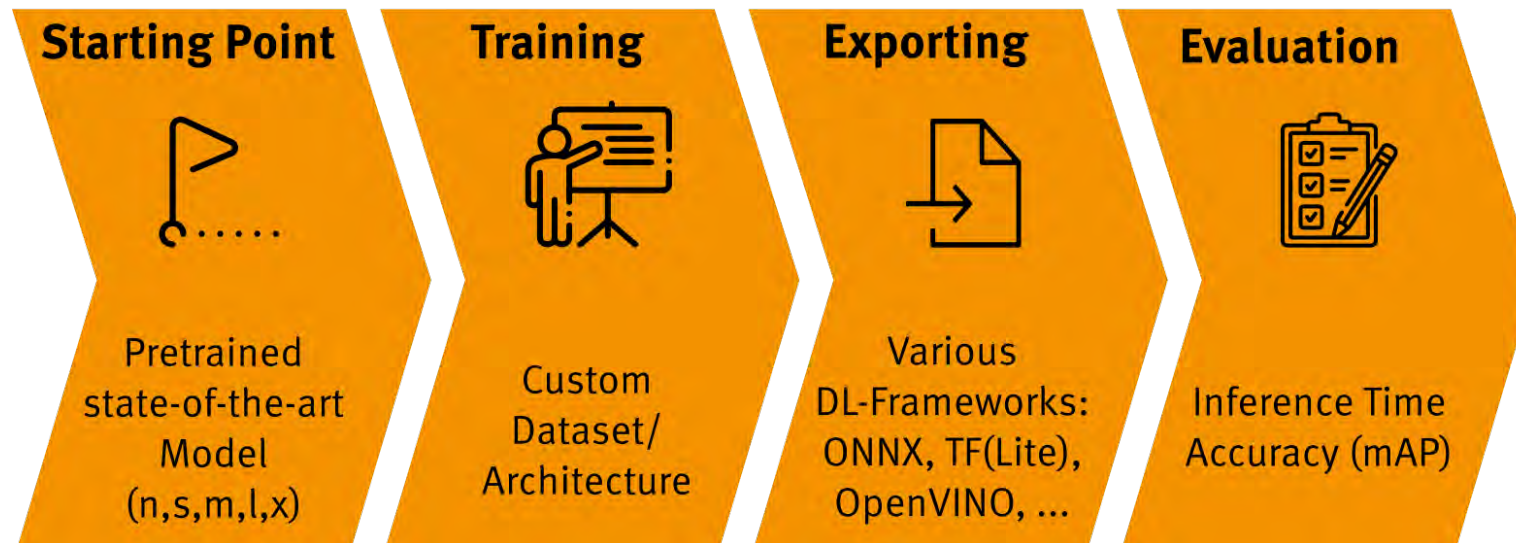 Starting Point
Pretrained
state-of-the-art
Model
(n,s,m,l,x)
Training
Custom
Dataset/
Architecture
Exporting
Various
DL-Frameworks:
ONNX, TF(Lite),
OpenVINO, ...
Evaluation
Inference Time
Accuracy (mAP)